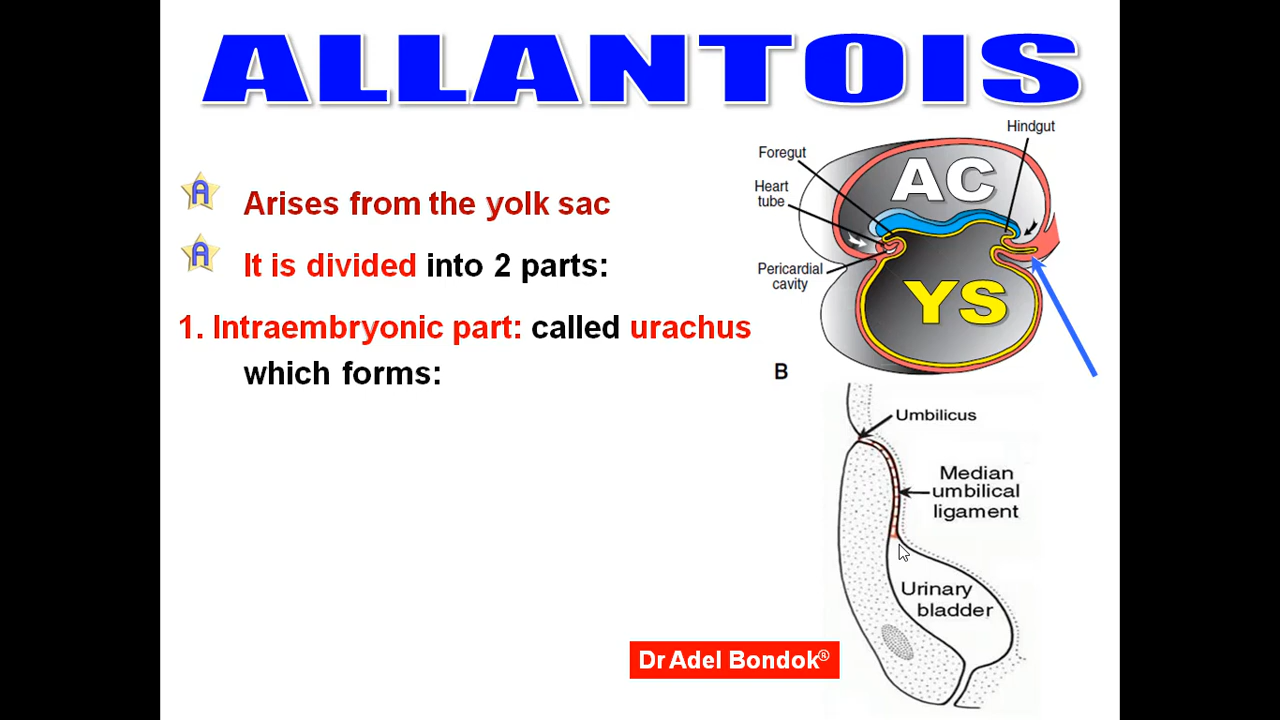 ALLANTOIS
A Arises from the yolk sac
A It is divided into 2 parts:
1. Intraembryonic part: called urachus
which forms:
Hindgut
Foregut
AC
Heart
tube
Pericardial
cavity
YS
B
Umbilicus
Median
umbilical
ligament
Urinary
bladder
Dr Adel Bondok®